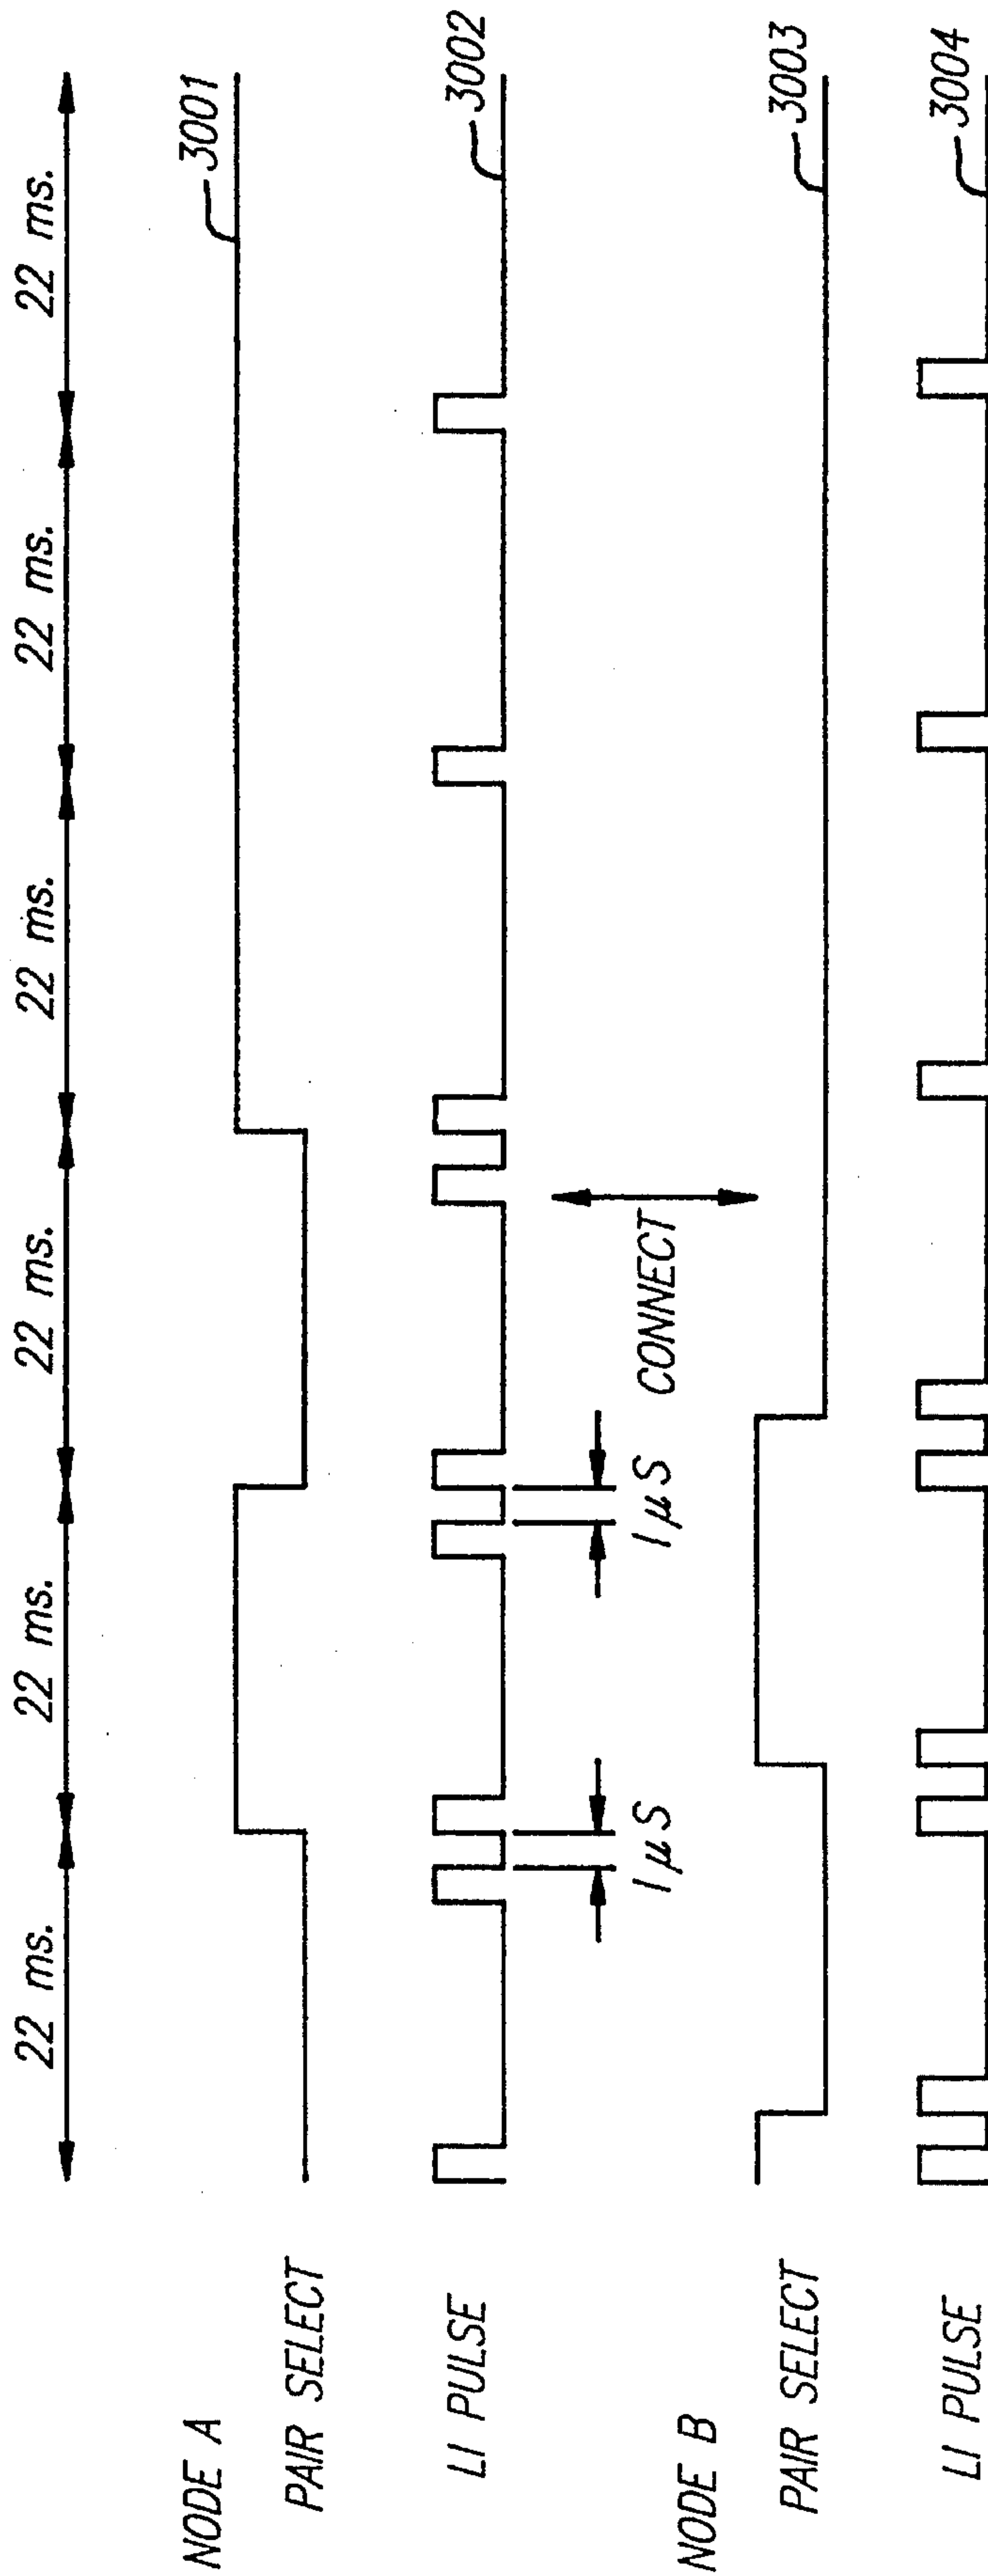 22 ms.
22 ms.
22 ms.
22 ms.
22 ms.
22 ms.
NODE A
3001
PAIR SELECT
3002
LI PULSE
1 µS
1 µS
CONNECT
NODE B
3003
PAIR SELECT
3004
LI PULSE